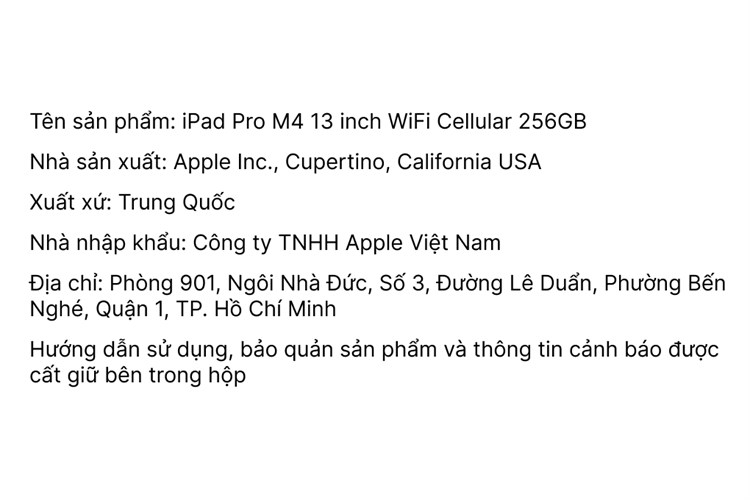 Tên sản phẩm: iPad Pro M4 13 inch WiFi Cellular 256GB
Nhà sản xuất: Apple Inc., Cupertino, California USA
Xuất xứ: Trung Quốc
Nhà nhập khẩu: Công ty TNHH Apple Việt Nam
Địa chỉ: Phòng 901, Ngôi Nhà Đức, Số 3, Đường Lê Duẩn, Phường Bến
Nghé, Quận 1, TP. Hồ Chí Minh
Hướng dẫn sử dụng, bảo quản sản phẩm và thông tin cảnh báo được
cất giữ bên trong hộp